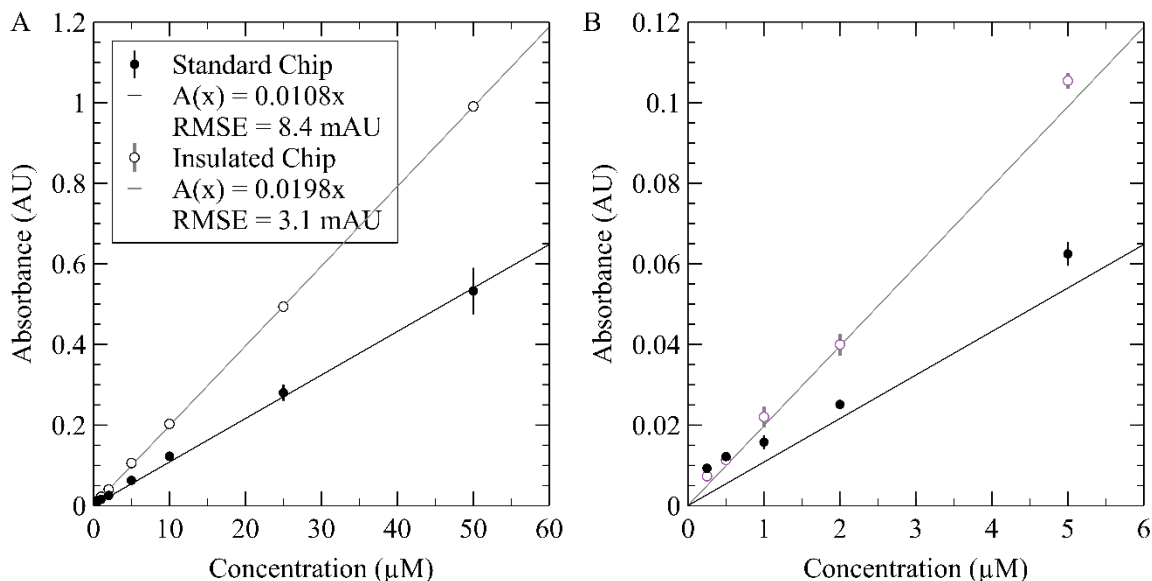 A
1.2
1
0.8
0.6
0.4
0.2
0
Absorbance (AU)
Standard Chip
A(x) = 0.0108x
RMSE = 8.4 mAU
Insulated Chip
A(x) = 0.0198x
RMSE = 3.1 mAU
0 10 20 30 40 50 60
Concentration (µM)
B
0.12
0.1
0.08
0.06
0.04
0.02
0
Absorbance (AU)
0 1 2 3 4 5 6
Concentration (µM)